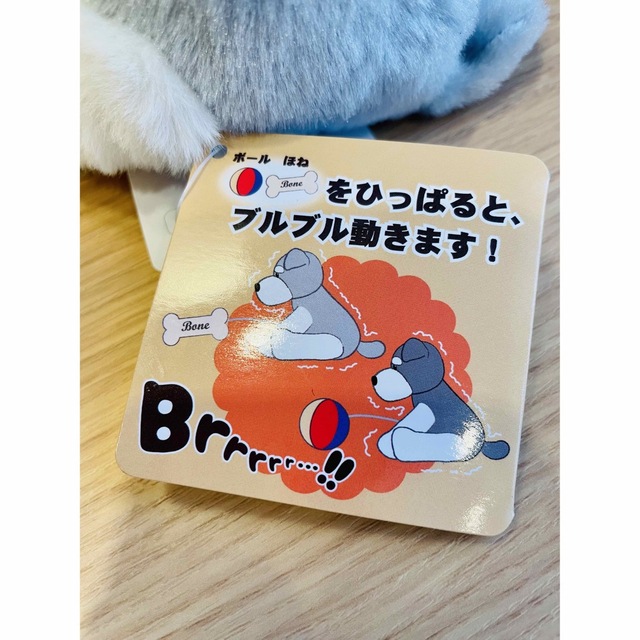 ボール ほね
Bone をひっぱると、
ブルブル動きます！
Bone
Brrrrr…!!